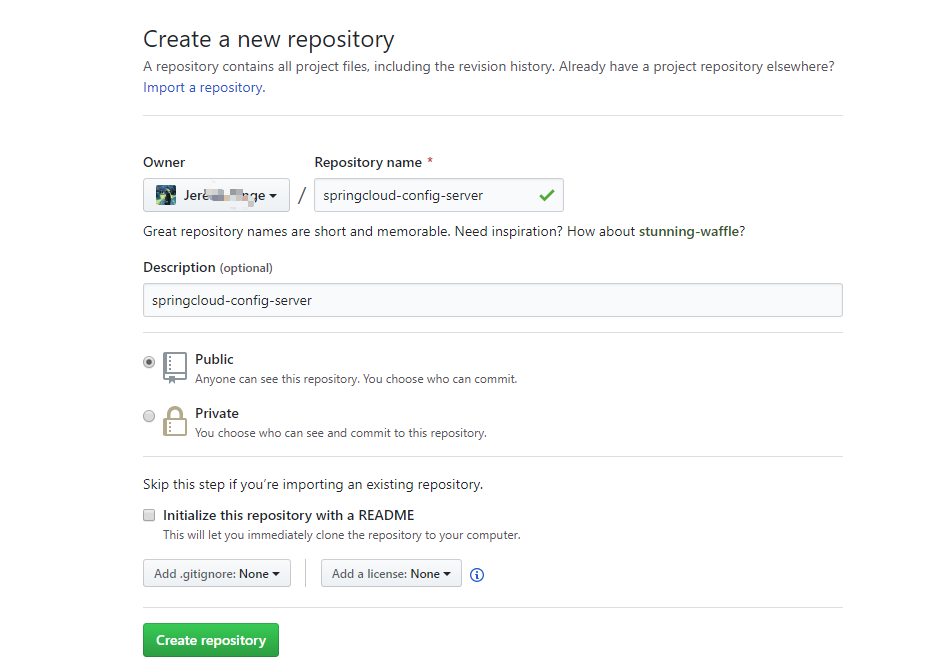 Create a new repository
A repository contains all project files, including the revision history. Already have a project repository elsewhere?
Import a repository.
Owner
Repository name *
/
springcloud-config-server
Great repository names are short and memorable. Need inspiration? How about stunning-waffle?
Description (optional)
springcloud-config-server
Public
Anyone can see this repository. You choose who can commit.
Private
You choose who can see and commit to this repository.
Skip this step if you're importing an existing repository.
Initialize this repository with a README
This will let you immediately clone the repository to your computer.
Add .gitignore: None
Add a license: None
Create repository